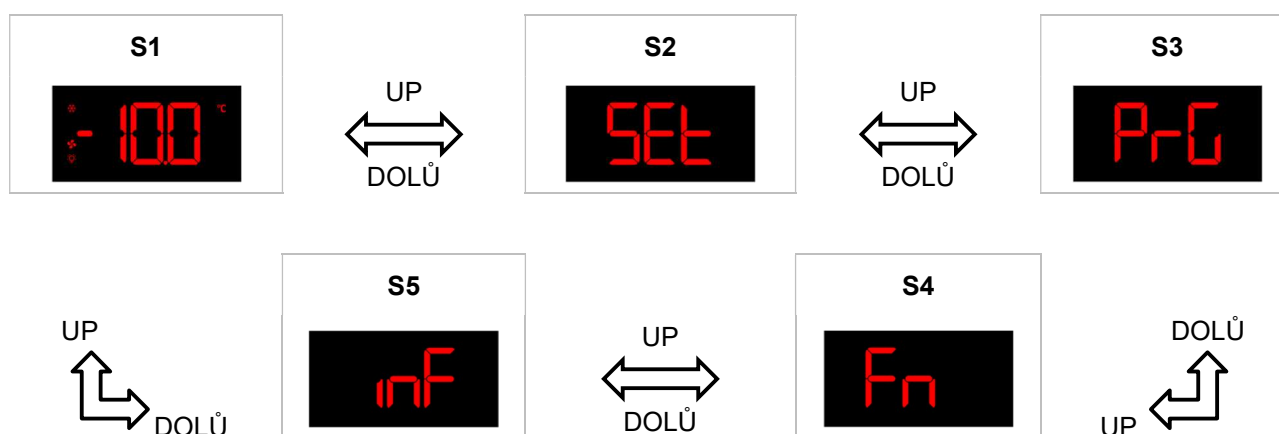 S1
S2
S3
UP
UP
-10.0
°C
SEt
PrG
DOLŮ
DOLŮ
S5
S4
UP
UP
DOLŮ
inF
Fn
DOLŮ
DOLŮ
UP